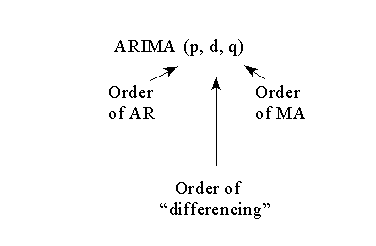 ARIMA (p, d, q)
Order
of AR
Order
of MA
Order of
“differencing”